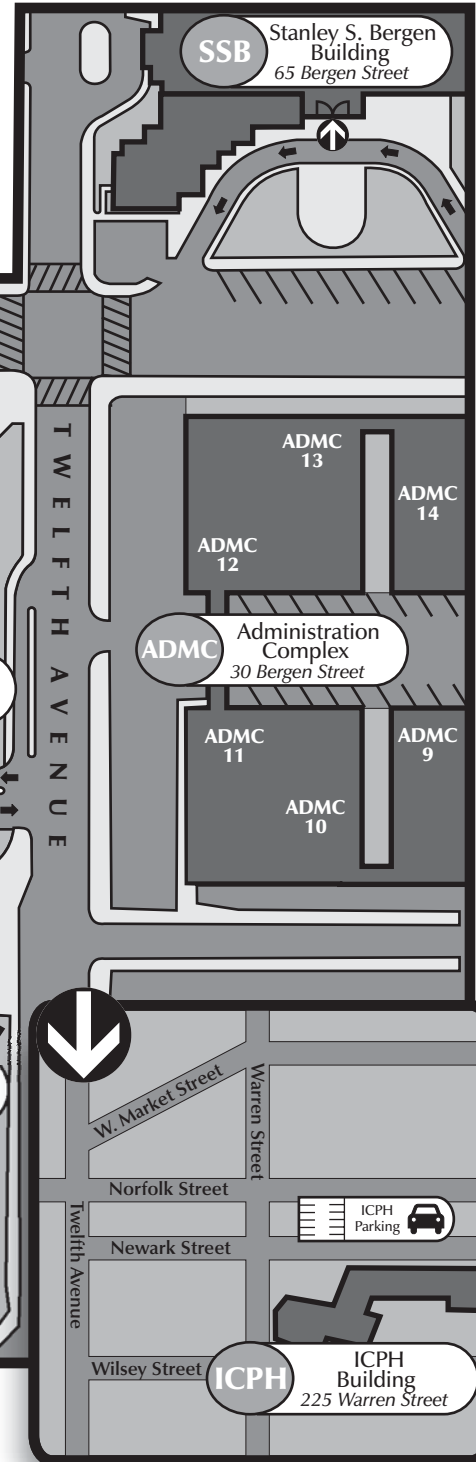 SSB
Stanley S. Bergen
Building
65 Bergen Street
TWELFTH AVENUE
ADMC
13
ADMC
14
ADMC
12
ADMC
Administration
Complex
30 Bergen Street
ADMC
11
ADMC
9
ADMC
10
W. Market Street
Warren Street
Norfolk Street
ICPH
Parking
Twelfth Avenue
Newark Street
Wilsey Street
ICPH
ICPH
Building
225 Warren Street